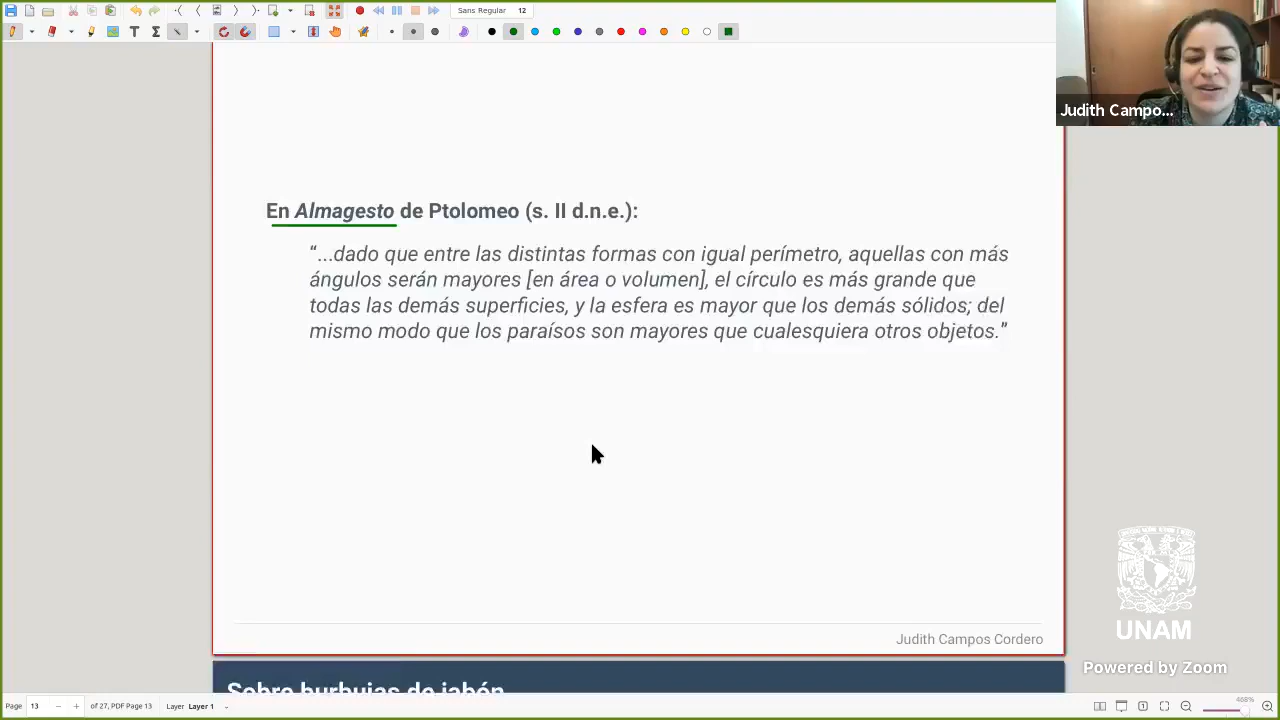 Sans Regular 12
Judith Campo...
En Almagesto de Ptolomeo (s. II d.n.e.):
“...dado que entre las distintas formas con igual perímetro, aquellas con más
ángulos serán mayores [en área o volumen], el círculo es más grande que
todas las demás superficies, y la esfera es mayor que los demás sólidos; del
mismo modo que los paraísos son mayores que cualesquiera otros objetos.”
UNAM
Judith Campos Cordero
Powered by Zoom
Sobre burbujas de jabón
Page 13 of 27, PDF Page 13 Layer Layer 1
468%